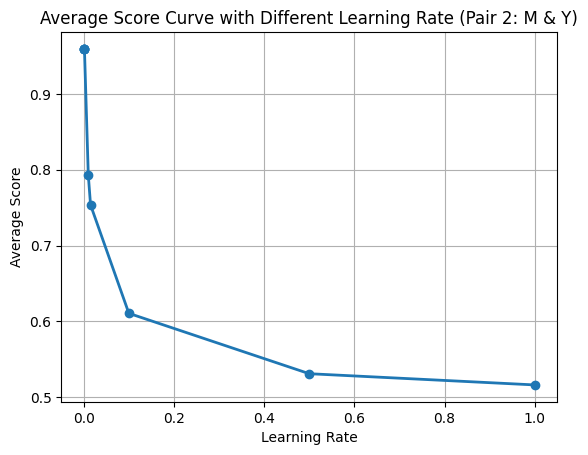 Average Score Curve with Different Learning Rate (Pair 2: M & Y)
Average Score
0.9
0.8
0.7
0.6
0.5
0.0 0.2 0.4 0.6 0.8 1.0
Learning Rate